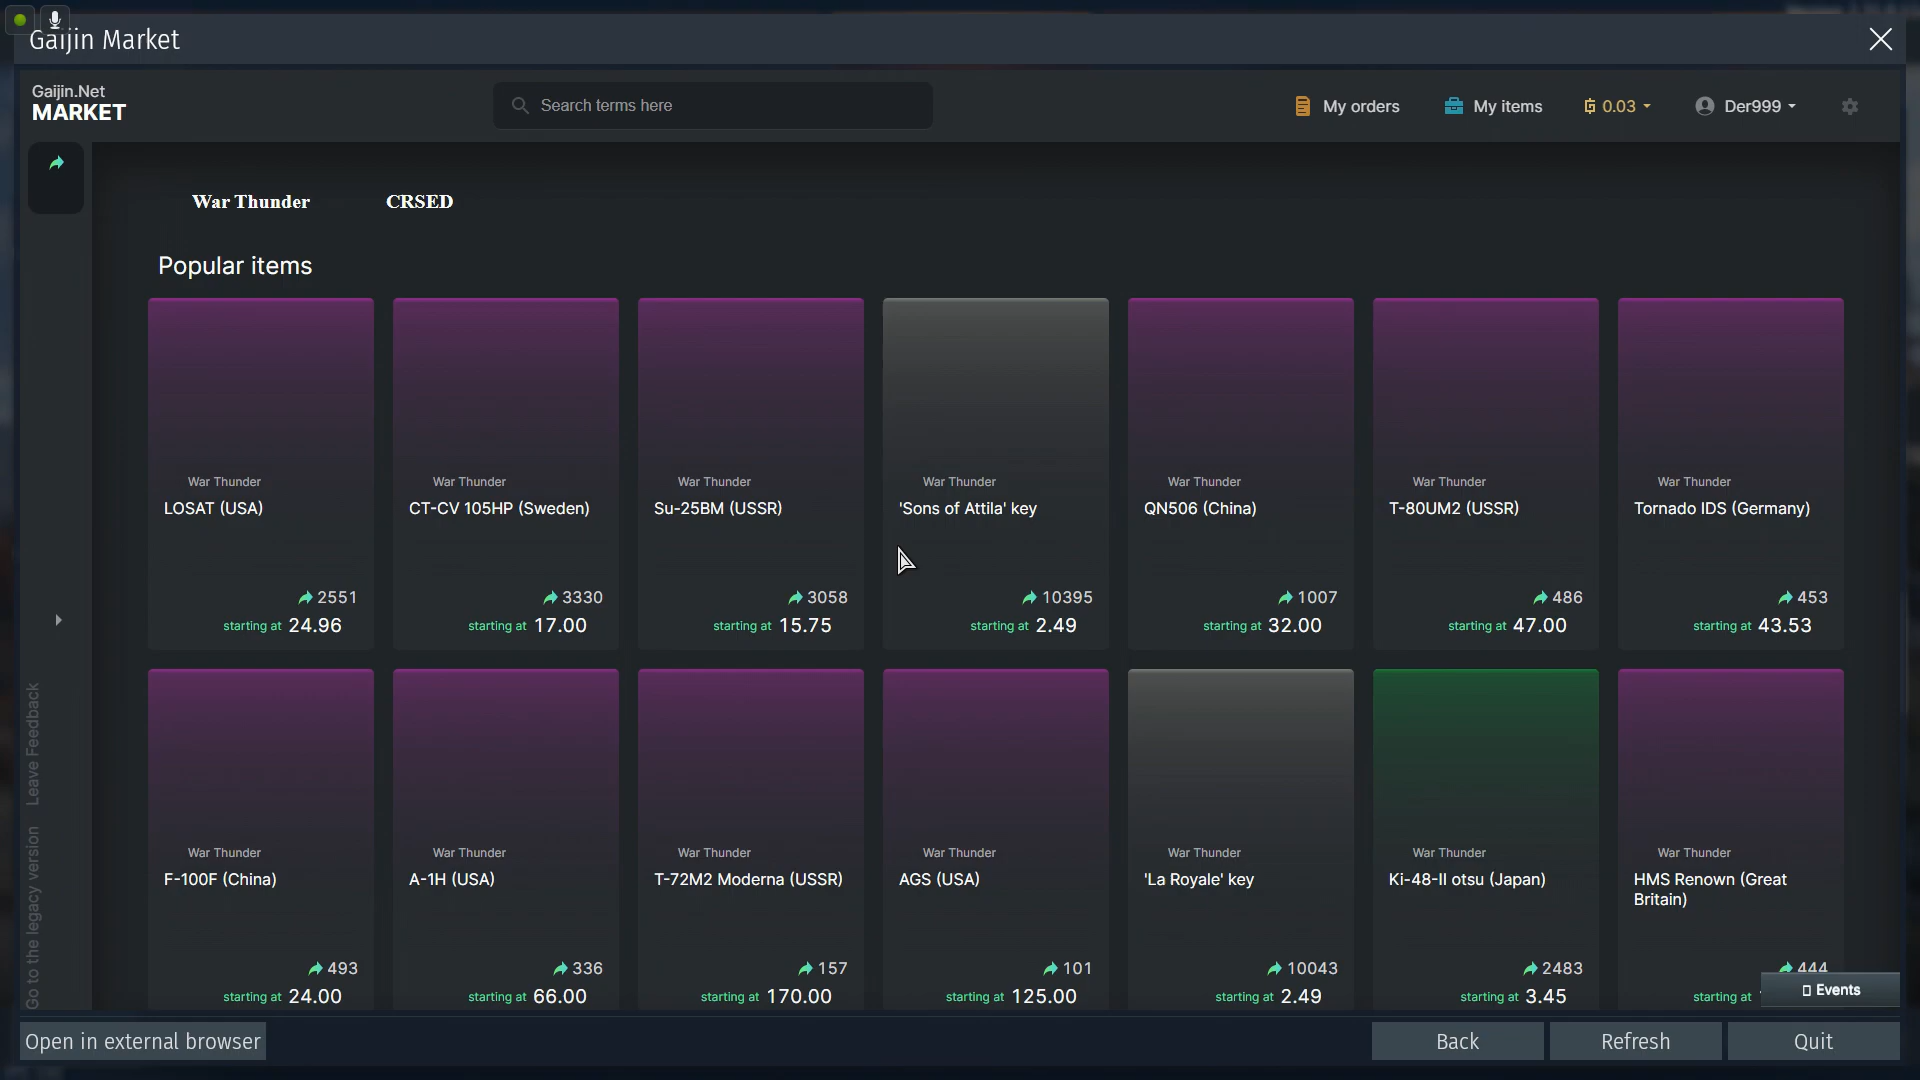 Gaijin Market
Gaijin.Net
MARKET
Search terms here
My orders
My items
0.03
Der999
War Thunder
CRSED
Popular items
War Thunder
LOSAT (USA)
2551
starting at 24.96
War Thunder
CT-CV 105HP (Sweden)
3330
starting at 17.00
War Thunder
Su-25BM (USSR)
3058
starting at 15.75
War Thunder
'Sons of Attila' key
10395
starting at 2.49
War Thunder
QN506 (China)
1007
starting at 32.00
War Thunder
T-80UM2 (USSR)
486
starting at 47.00
War Thunder
Tornado IDS (Germany)
453
starting at 43.53
War Thunder
F-100F (China)
493
starting at 24.00
War Thunder
A-1H (USA)
336
starting at 66.00
War Thunder
T-72M2 Moderna (USSR)
157
starting at 170.00
War Thunder
AGS (USA)
101
starting at 125.00
War Thunder
'La Royale' key
10043
starting at 2.49
War Thunder
Ki-48-II otsu (Japan)
2483
starting at 3.45
War Thunder
HMS Renown (Great
Britain)
444
starting at
Leave Feedback
Go to the legacy version
Events
Open in external browser
Back
Refresh
Quit